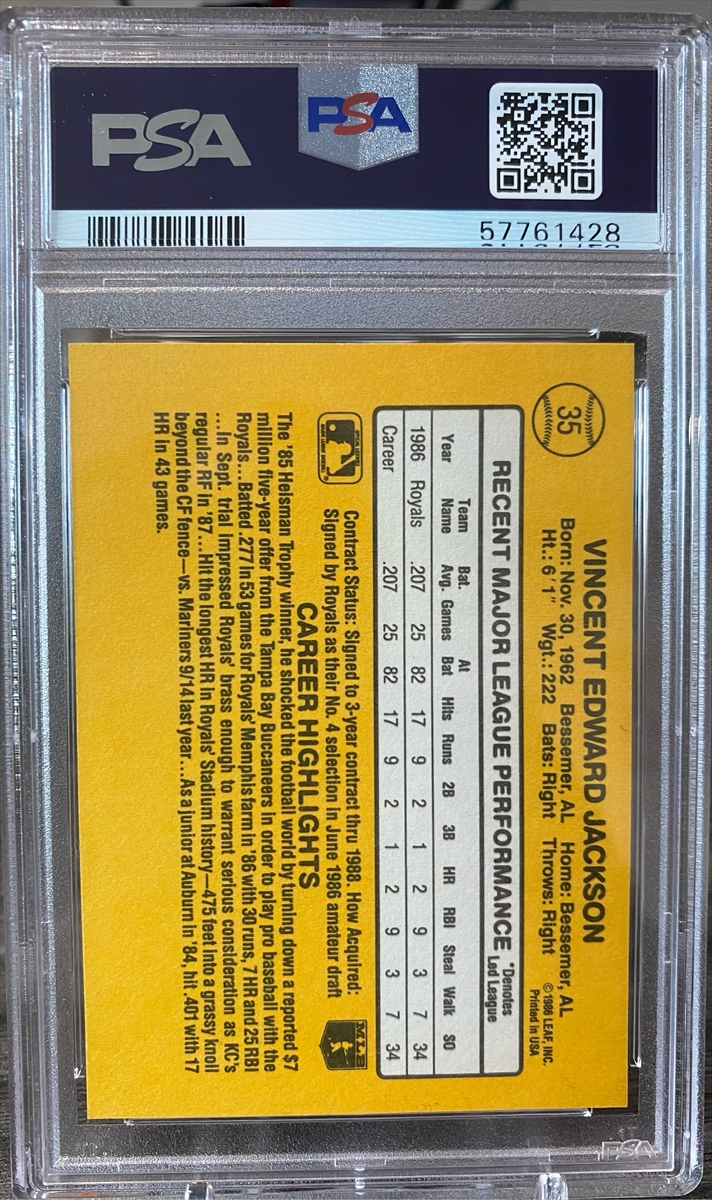 PSA
PSA
57761428
35
VINCENT EDWARD JACKSON
Born: Nov. 30, 1962 Bessemer, AL Home: Bessemer, AL
Ht.: 6'1" Wgt.: 222 Bats: Right Throws: Right
©1986 LEAF, INC.
Printed in USA
RECENT MAJOR LEAGUE PERFORMANCE
*Denotes
Led League
Year Team Name Bat. Avg. Games At Bat Hits Runs 2B 3B HR RBI Steal Walk SO
1986 Royals .207 25 82 17 9 2 1 2 9 3 7 34
Career .207 25 82 17 9 2 1 2 9 3 7 34
Contract Status: Signed to 3-year contract thru 1988. How Acquired:
Signed by Royals as their No. 4 selection in June 1986 amateur draft
CAREER HIGHLIGHTS
The '85 Heisman Trophy winner, he shocked the football world by turning down a reported $7
million five-year offer from the Tampa Bay Buccaneers in order to play pro baseball with the
Royals...Batted .277 in 53 games for Royals' Memphis farm in '86 with 30 runs, 7 HR and 25 RBI
...In Sept. trial impressed Royals' brass enough to warrant serious consideration as KC's
regular RF in '87...Hit the longest HR in Royals' Stadium history—475 feet into a grassy knoll
beyond the CF fence—vs. Mariners 9/14 last year...As a junior at Auburn in '84, hit .401 with 17
HR in 43 games.
PSA